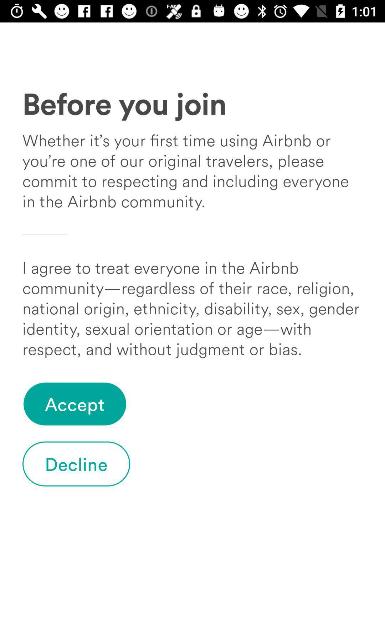 1:01
Before you join
Whether it's your first time using Airbnb or
you're one of our original travelers, please
commit to respecting and including everyone
in the Airbnb community.
I agree to treat everyone in the Airbnb
community—regardless of their race, religion,
national origin, ethnicity, disability, sex, gender
identity, sexual orientation or age—with
respect, and without judgment or bias.
Accept
Decline